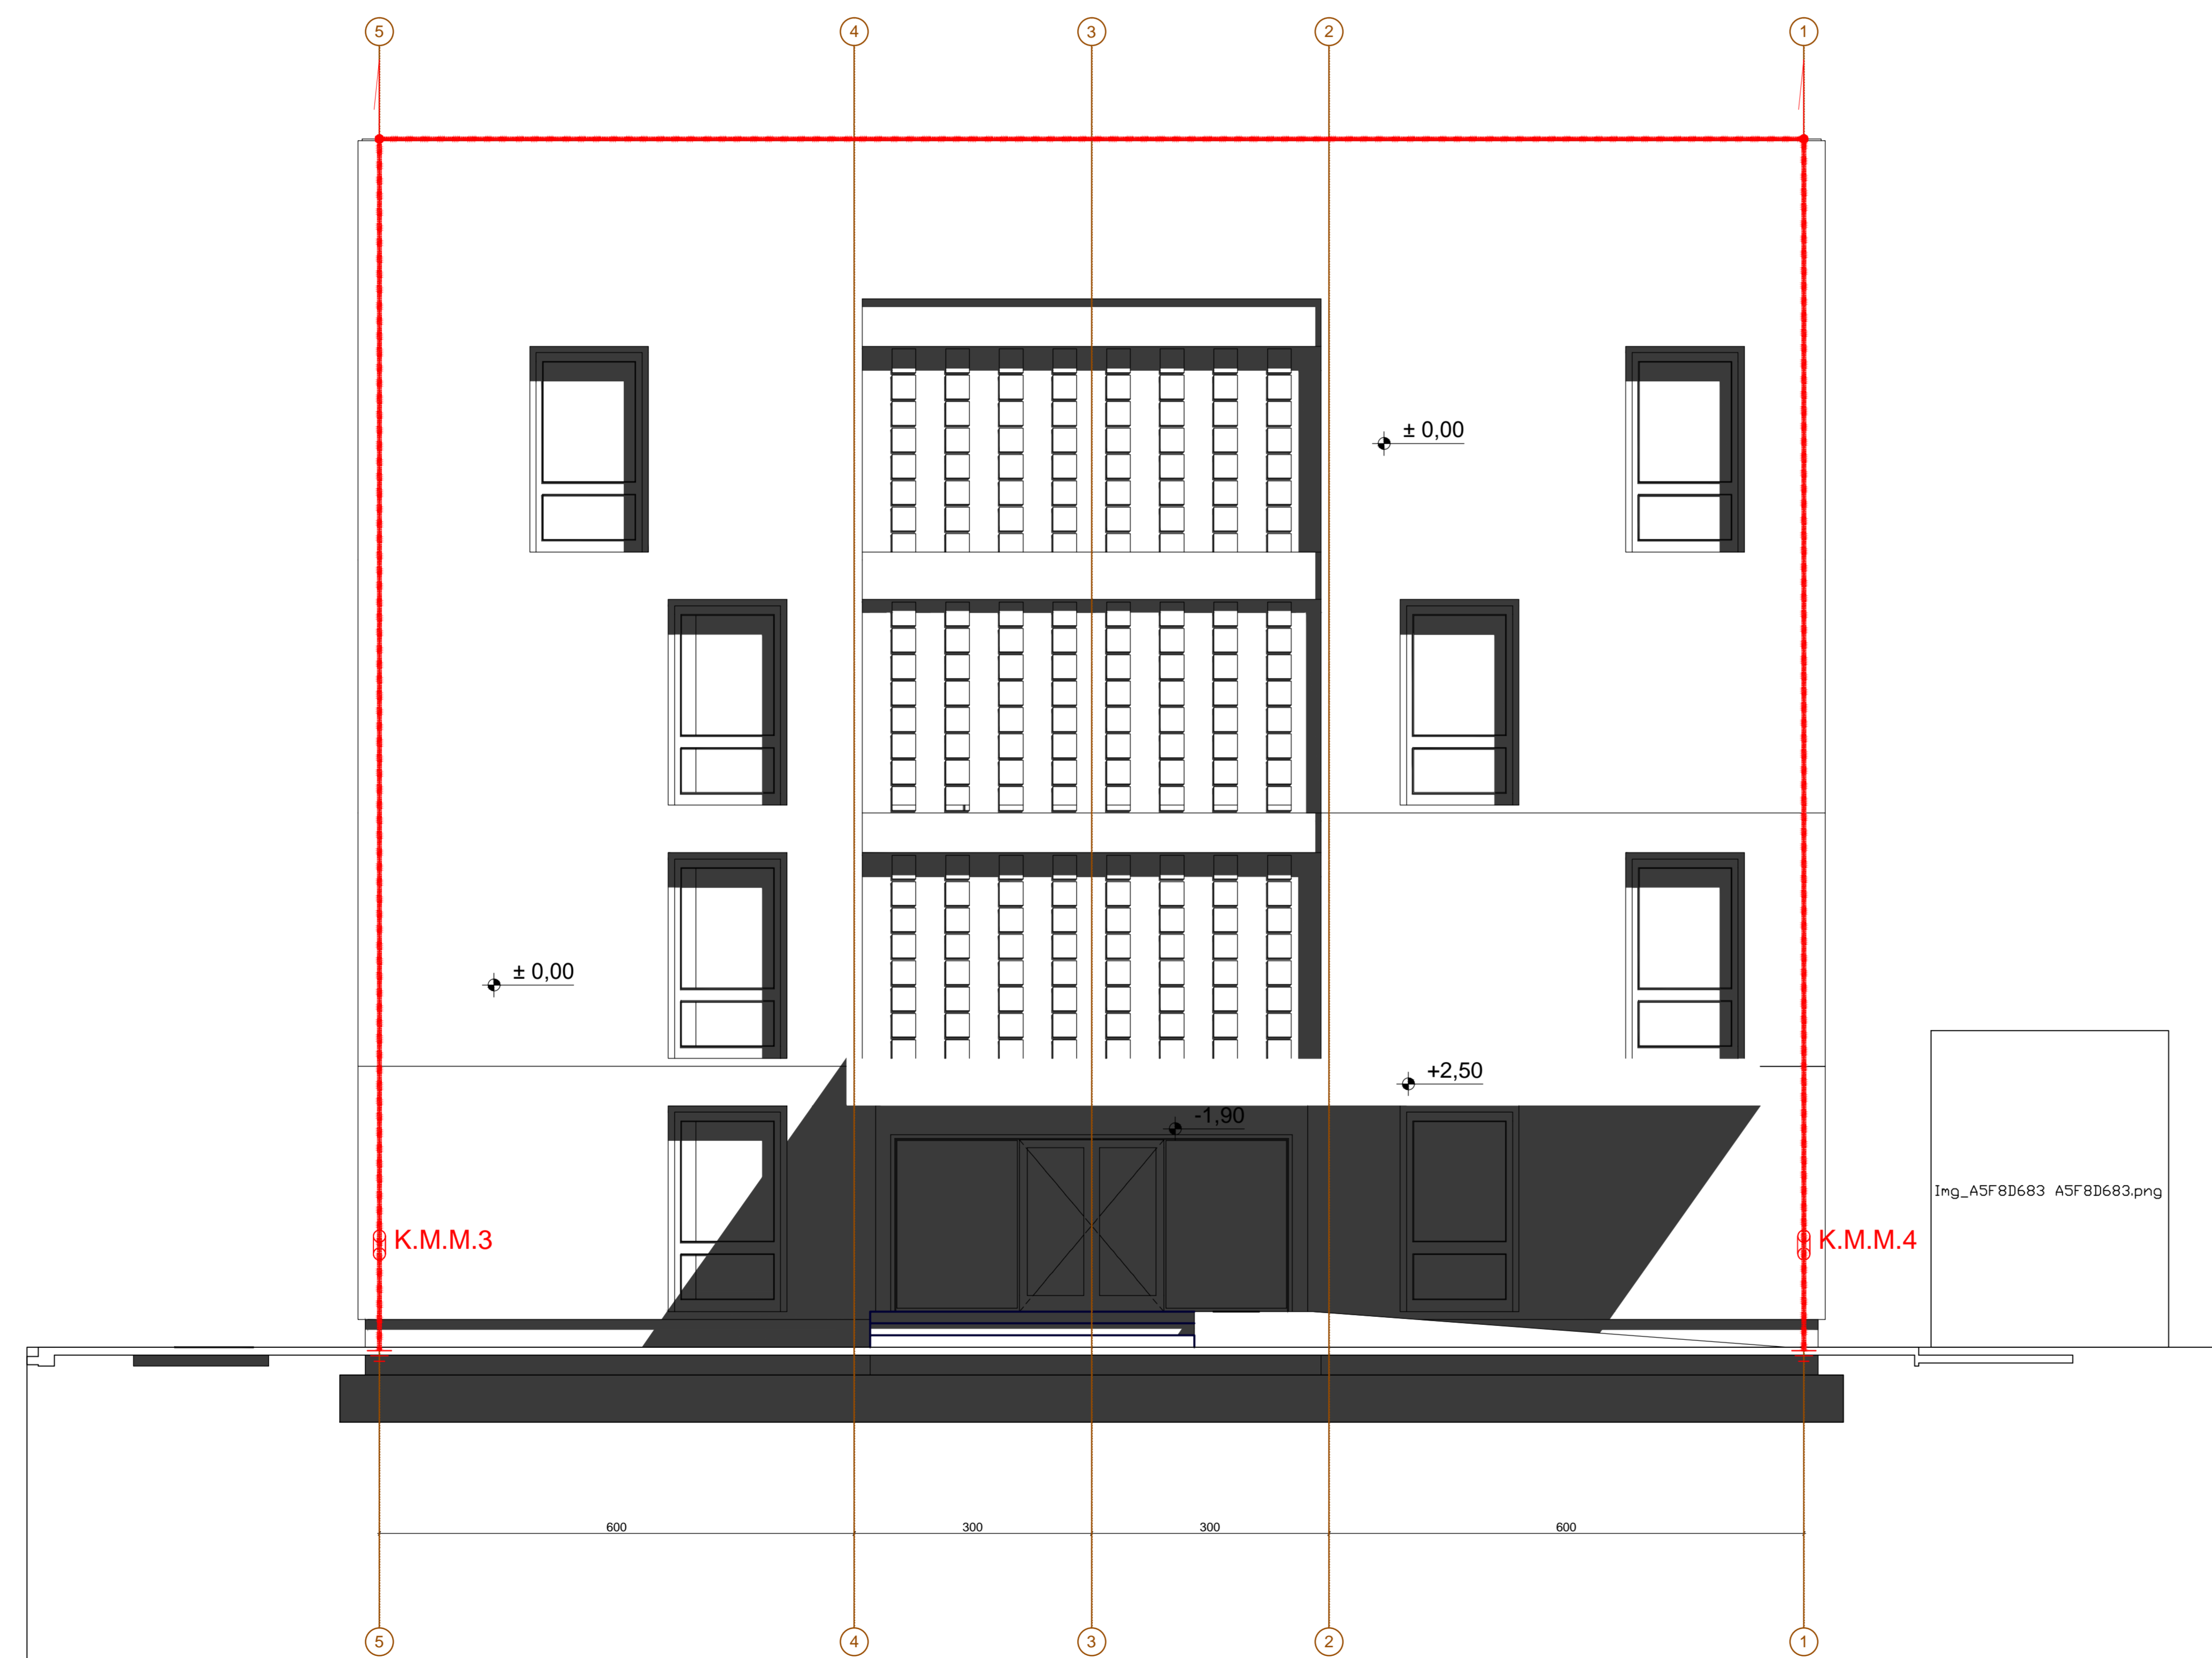 5 4 3 2 1
± 0,00
± 0,00
+2,50
-1,90
Img_A5F8D683 A5F8D683.png
K.M.M.3
K.M.M.4
600 300 300 600
5 4 3 2 1